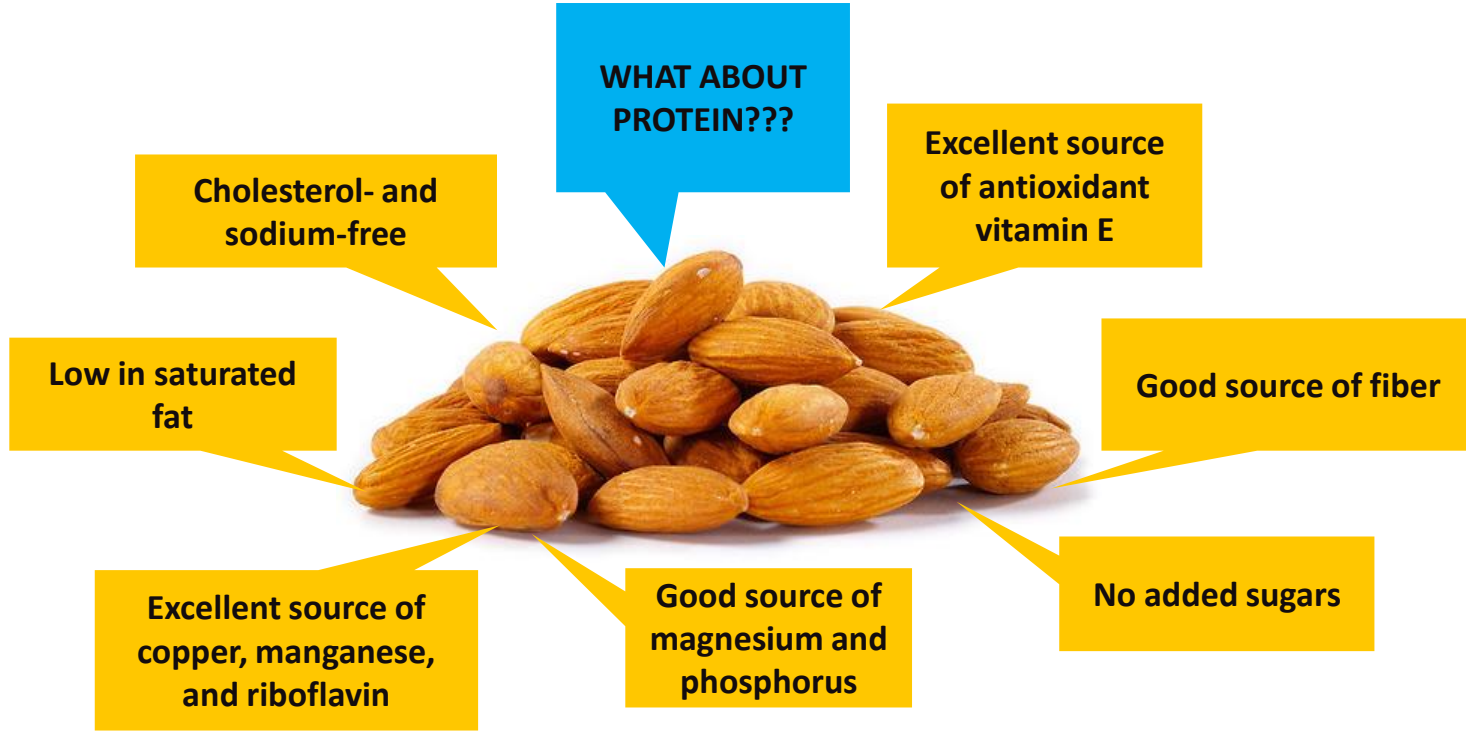 WHAT ABOUT
PROTEIN???
Excellent source
of antioxidant
vitamin E
Cholesterol- and
sodium-free
Low in saturated
fat
Good source of fiber
No added sugars
Excellent source of
copper, manganese,
and riboflavin
Good source of
magnesium and
phosphorus